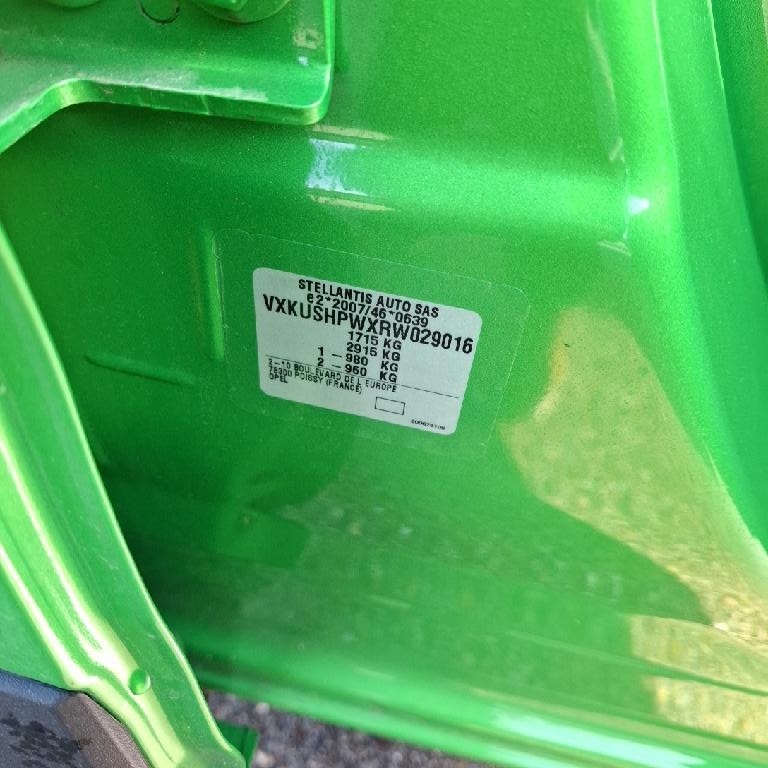 STELLANTIS AUTO SAS
e2*2007/46*0639
VXKUSHPWXRW029016
1715 KG
2915 KG
1 - 980 KG
2 - 960 KG
2-10 BOULEVARD DE L EUROPE
78300 POISSY (FRANCE)
OPEL